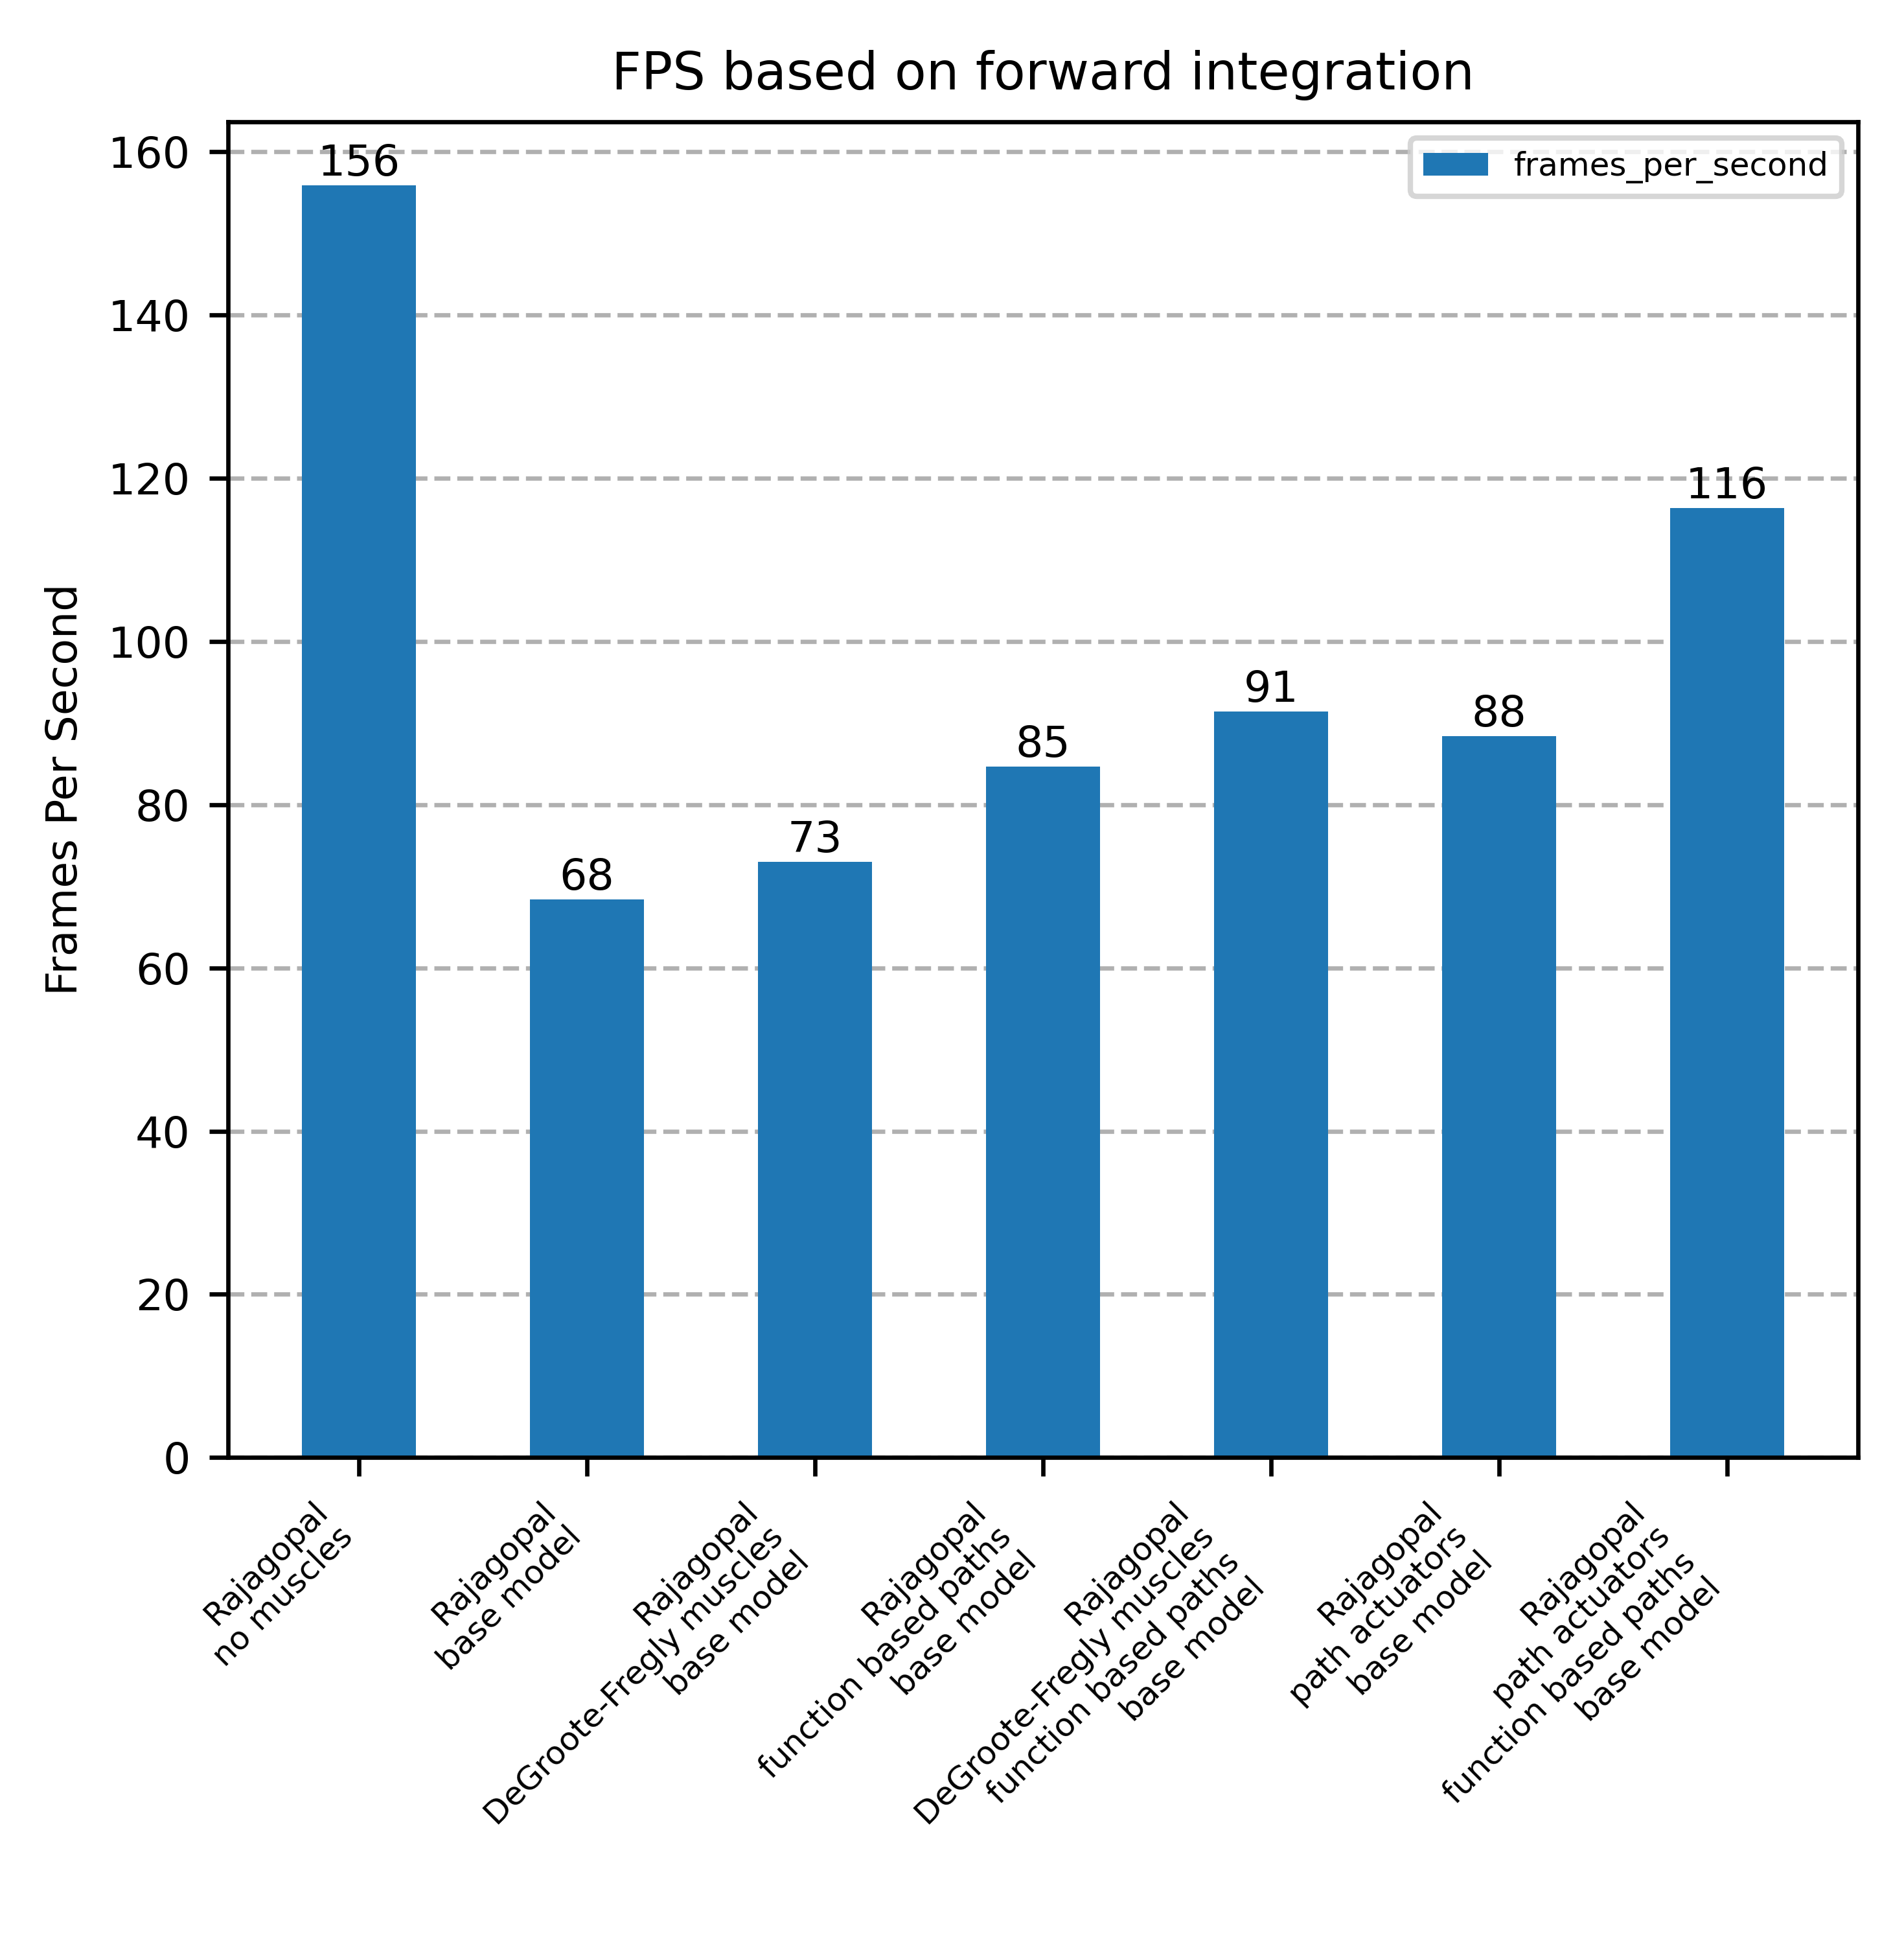 FPS based on forward integration
frames_per_second
Frames Per Second
160
140
120
100
80
60
40
20
0
156
68
73
85
91
88
116
Rajagopal
no muscles
Rajagopal
base model
Rajagopal
DeGroote-Fregly muscles
base model
Rajagopal
function based paths
base model
Rajagopal
DeGroote-Fregly muscles
function based paths
base model
Rajagopal
path actuators
base model
Rajagopal
path actuators
function based paths
base model